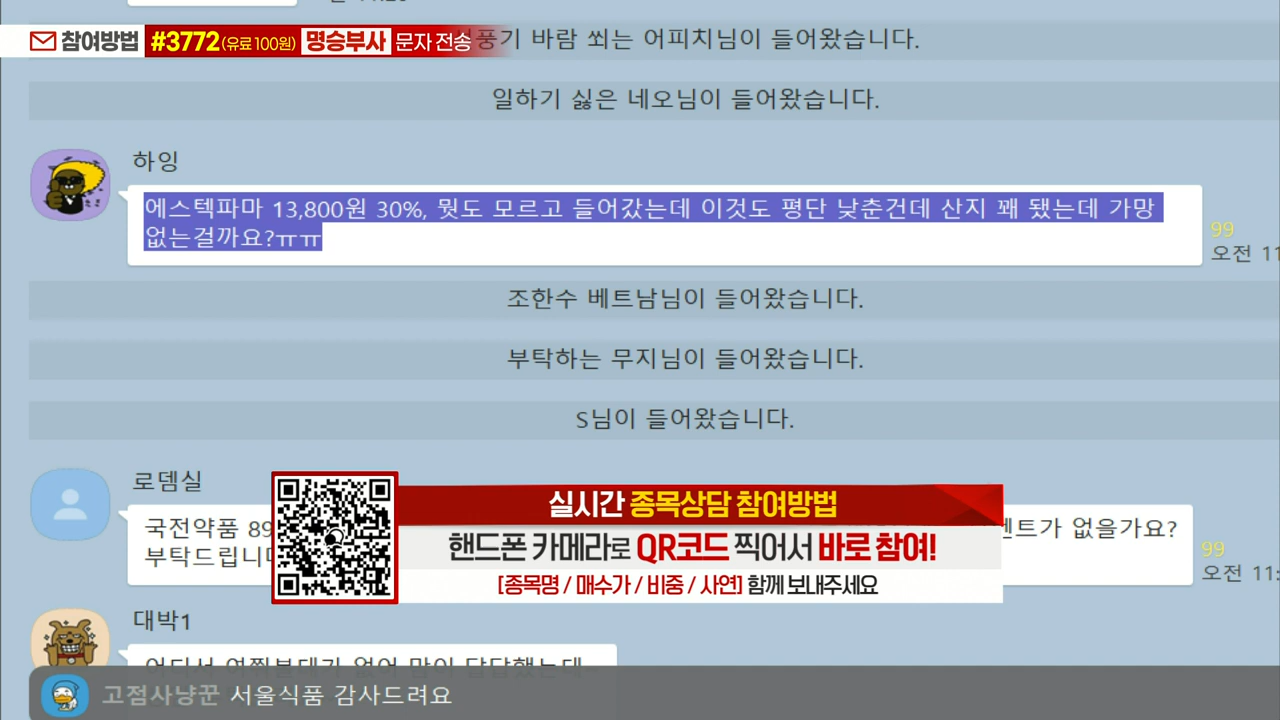 참여방법 #3772(유료100원) 명승부사 문자 전송
바람 쐬는 어피치님이 들어왔습니다.
일하기 싫은 네오님이 들어왔습니다.
하잉
에스텍파마 13,800원 30%, 뭣도 모르고 들어갔는데 이것도 평단 낮춘건데 산지 꽤 됐는데 가망
없는걸까요?ㅠㅠ
99
오전 11
조한수 베트남님이 들어왔습니다.
부탁하는 무지님이 들어왔습니다.
S님이 들어왔습니다.
로뎀실
국전약품 89
없을가요?
부탁드립니다
99
오전 11:
실시간 종목상담 참여방법
핸드폰 카메라로 QR코드 찍어서 바로 참여!
[종목명 / 매수가 / 비중 / 사연] 함께 보내주세요
대박1
고점사냥꾼 서울식품 감사드려요